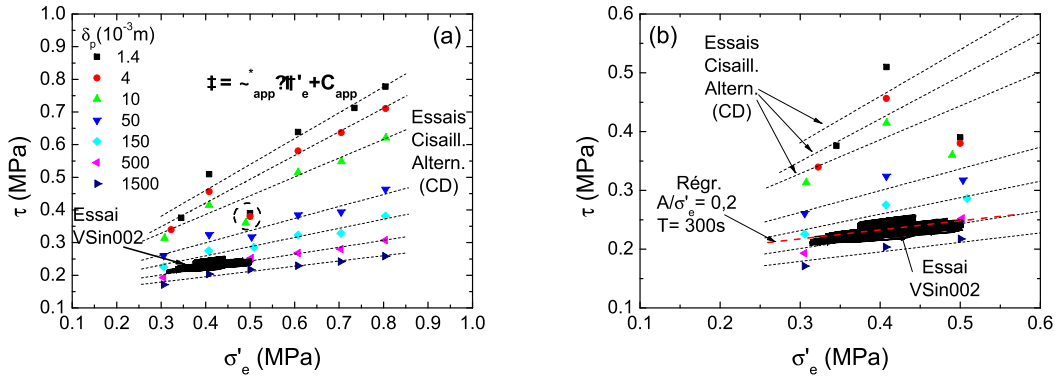 δp(10-3m)
1.4
4
10
50
150
500
1500
(a)
‡ = ~*app?¶'e+Capp
Essais
Cisaill.
Altern.
(CD)
Essai
VSin002
1.0
0.9
0.8
0.7
0.6
0.5
0.4
0.3
0.2
0.1
0.1 0.2 0.3 0.4 0.5 0.6 0.7 0.8 0.9 1.0
τ (MPa)
σ'e (MPa)
(b)
Essais
Cisaill.
Altern.
(CD)
Régr.
A/σ'e = 0,2
T= 300s
Essai
VSin002
0.6
0.5
0.4
0.3
0.2
0.1
0.1 0.2 0.3 0.4 0.5 0.6
τ (MPa)
σ'e (MPa)